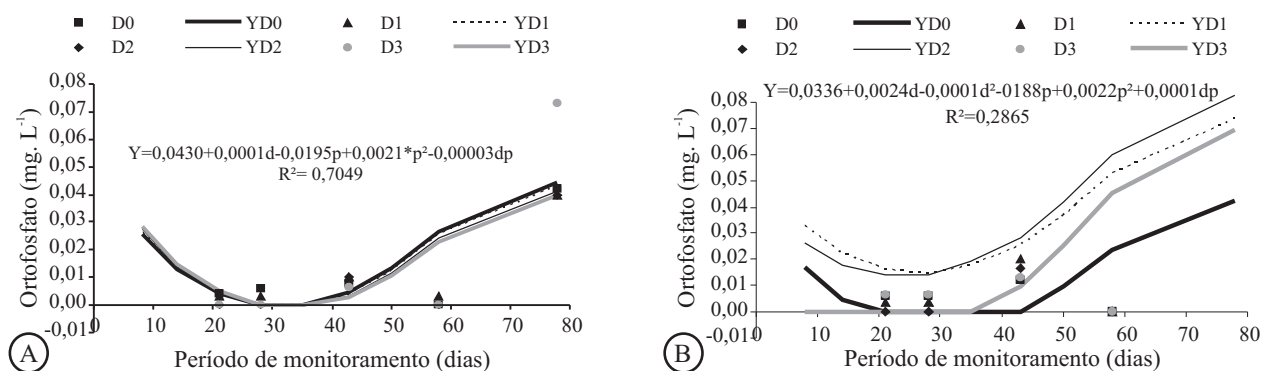 D0 YD0 D1 YD1
D2 YD2 D3 YD3
0,08
0,07
0,06
0,05
0,04
0,03
0,02
0,01
0,00
-0,01
Ortofosfato (mg. L⁻¹)
Y=0,0430+0,0001d-0,0195p+0,0021*p²-0,00003dp
R²= 0,7049
0 10 20 30 40 50 60 70 80
Período de monitoramento (dias)
A
D0 YD0 D1 YD1
D2 YD2 D3 YD3
Y=0,0336+0,0024d-0,0001d²-0188p+0,0022p²+0,0001dp
R²=0,2865
0,08
0,07
0,06
0,05
0,04
0,03
0,02
0,01
0,00
-0,01
Ortofosfato (mg. L⁻¹)
0 10 20 30 40 50 60 70 80
Período de monitoramento (dias)
B